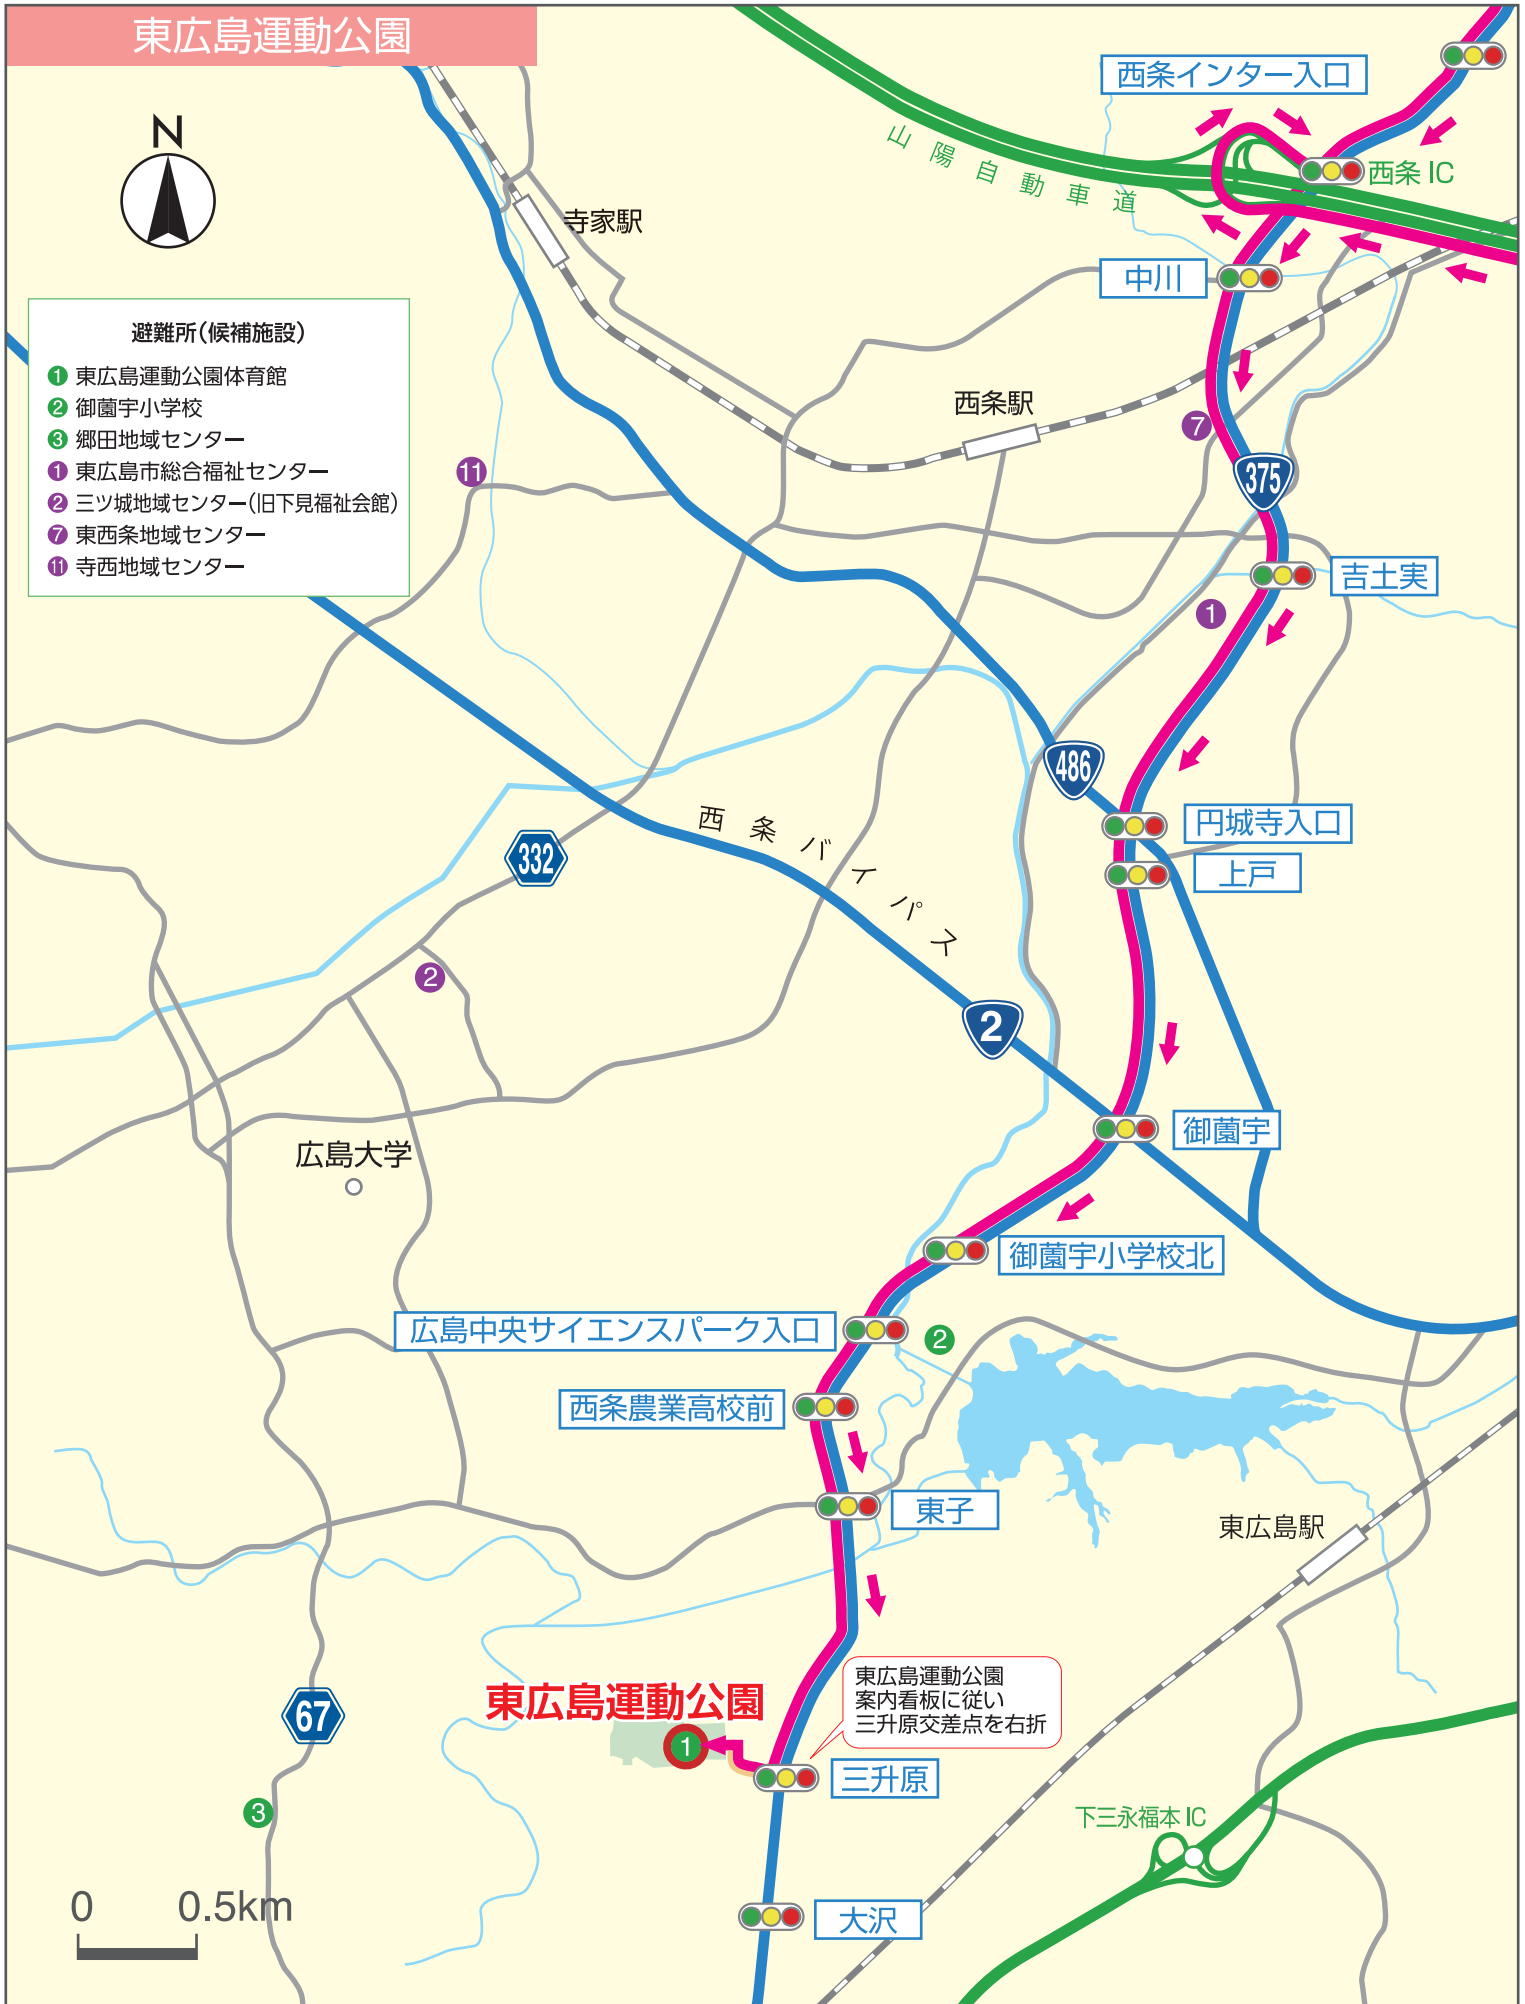 東広島運動公園
西条インター入口
N
山陽自動車道
西条IC
寺家駅
中川
避難所(候補施設)
1 東広島運動公園体育館
2 御薗宇小学校
3 郷田地域センター
1 東広島市総合福祉センター
2 三ツ城地域センター(旧下見福祉会館)
7 東西条地域センター
11 寺西地域センター
西条駅
7
11
375
吉土実
1
486
西条バイパス
円城寺入口
332
上戸
2
2
御薗宇
広島大学
御薗宇小学校北
広島中央サイエンスパーク入口
2
西条農業高校前
東子
東広島駅
東広島運動公園
案内看板に従い
三升原交差点を右折
東広島運動公園
67
1
三升原
3
下三永福本IC
0 0.5km
大沢